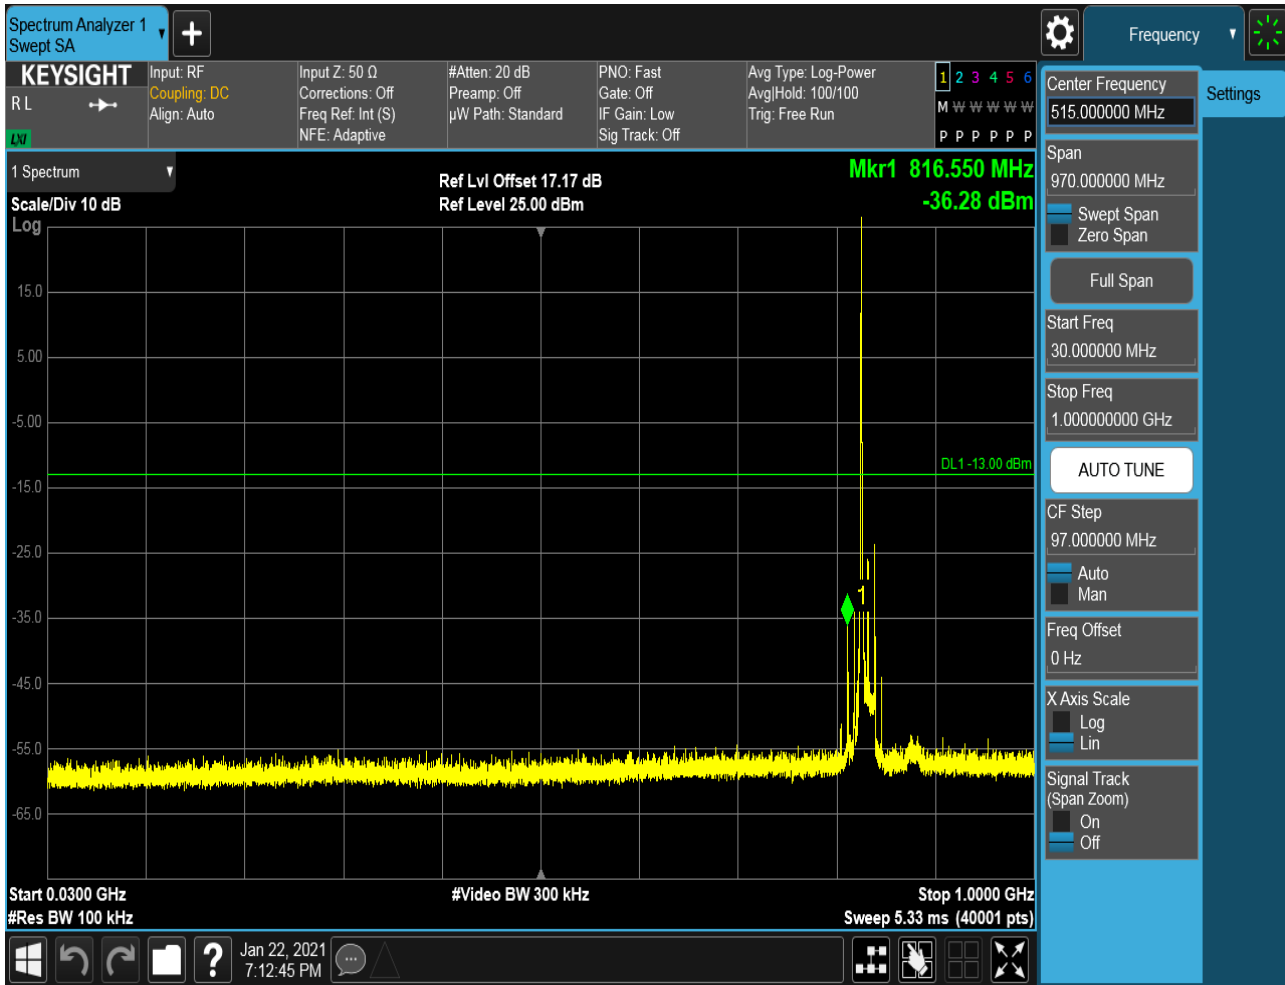 Spectrum Analyzer 1
Swept SA
Frequency
KEYSIGHT
R L
LXI
Input: RF
Coupling: DC
Align: Auto
Input Z: 50 Ω
Corrections: Off
Freq Ref: Int (S)
NFE: Adaptive
#Atten: 20 dB
Preamp: Off
µW Path: Standard
PNO: Fast
Gate: Off
IF Gain: Low
Sig Track: Off
Avg Type: Log-Power
Avg|Hold: 100/100
Trig: Free Run
1 2 3 4 5 6
M W W W W W
P P P P P P
Center Frequency
515.000000 MHz
Settings
Span
970.000000 MHz
Swept Span
Zero Span
Full Span
Start Freq
30.000000 MHz
Stop Freq
1.000000000 GHz
AUTO TUNE
CF Step
97.000000 MHz
Auto
Man
Freq Offset
0 Hz
X Axis Scale
Log
Lin
Signal Track
(Span Zoom)
On
Off
1 Spectrum
Scale/Div 10 dB
Log
Ref Lvl Offset 17.17 dB
Ref Level 25.00 dBm
Mkr1 816.550 MHz
-36.28 dBm
15.0
5.00
-5.00
DL1 -13.00 dBm
-15.0
-25.0
1
-35.0
-45.0
-55.0
-65.0
Start 0.0300 GHz
#Video BW 300 kHz
Stop 1.0000 GHz
#Res BW 100 kHz
Sweep 5.33 ms (40001 pts)
?
Jan 22, 2021
7:12:45 PM